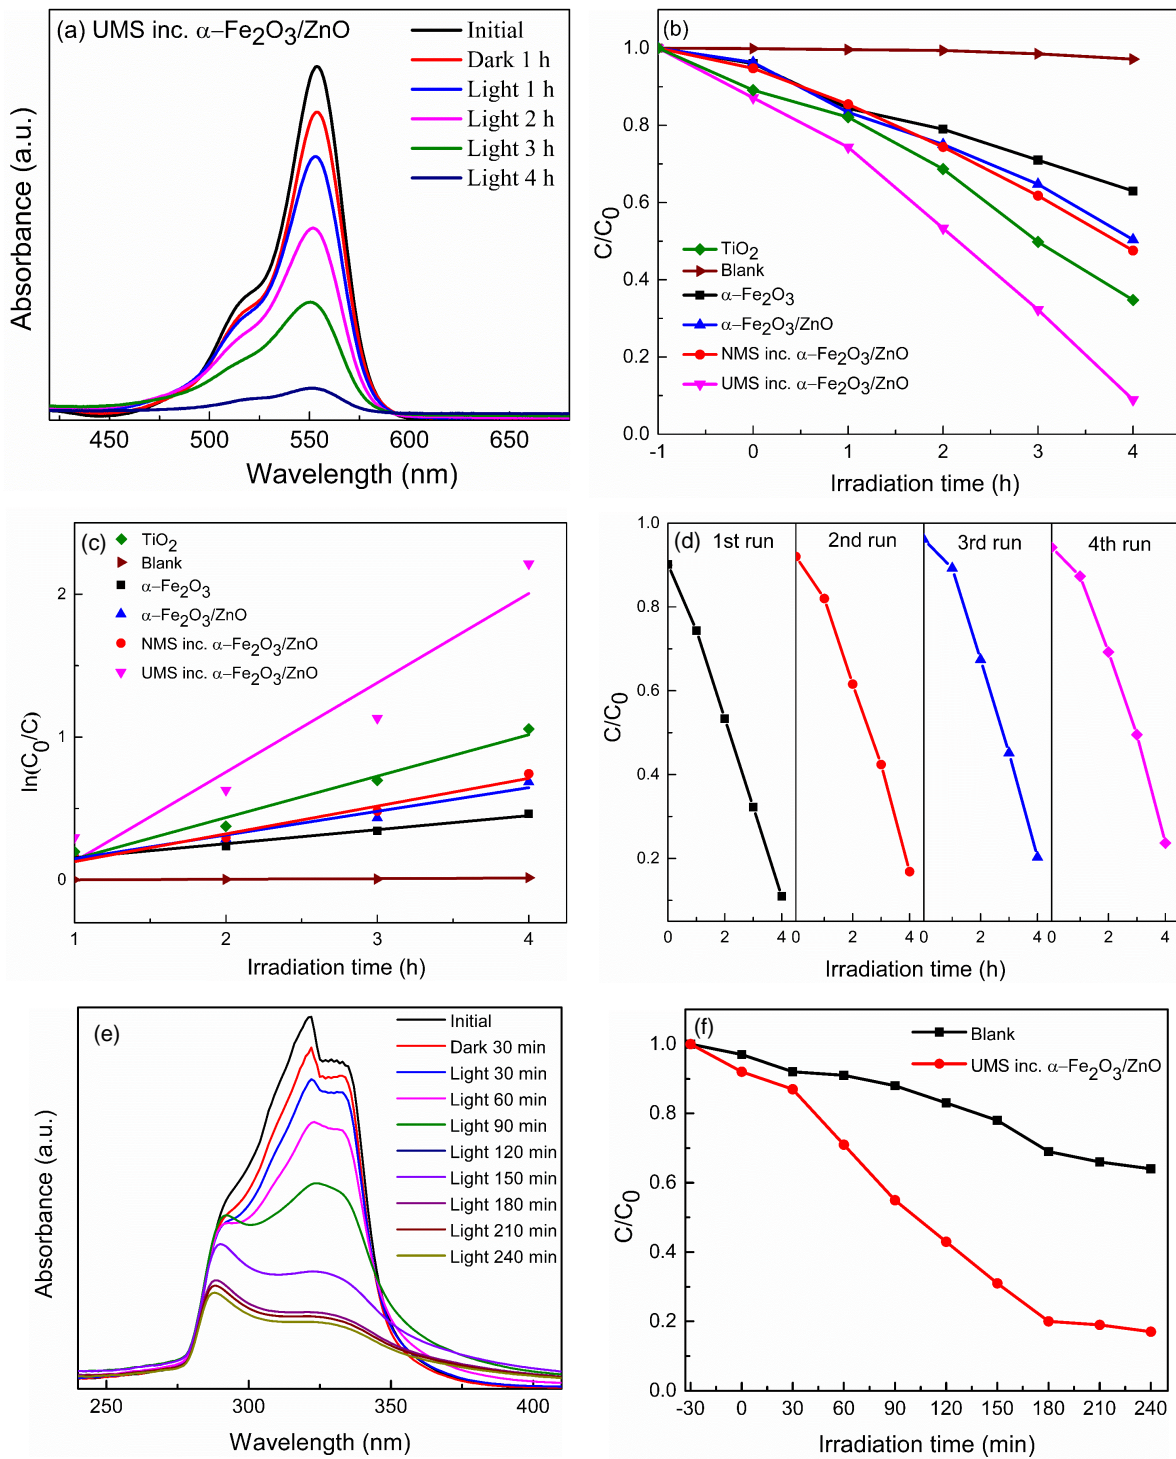 (a) UMS inc. α–Fe₂O₃/ZnO
Initial
Dark 1 h
Light 1 h
Light 2 h
Light 3 h
Light 4 h
Absorbance (a.u.)
450 500 550 600 650
Wavelength (nm)
(b)
1.0
0.8
0.6
0.4
0.2
0.0
C/C₀
TiO₂
Blank
α–Fe₂O₃
α–Fe₂O₃/ZnO
NMS inc. α–Fe₂O₃/ZnO
UMS inc. α–Fe₂O₃/ZnO
-1 0 1 2 3 4
Irradiation time (h)
(c)
TiO₂
Blank
α–Fe₂O₃
α–Fe₂O₃/ZnO
NMS inc. α–Fe₂O₃/ZnO
UMS inc. α–Fe₂O₃/ZnO
2
1
0
ln(C₀/C)
1 2 3 4
Irradiation time (h)
(d)
1st run 2nd run 3rd run 4th run
1.0
0.8
0.6
0.4
0.2
C/C₀
0 2 4 0 2 4 0 2 4 0 2 4
Irradiation time (h)
(e)
Initial
Dark 30 min
Light 30 min
Light 60 min
Light 90 min
Light 120 min
Light 150 min
Light 180 min
Light 210 min
Light 240 min
Absorbance (a.u.)
250 300 350 400
Wavelength (nm)
(f)
Blank
UMS inc. α–Fe₂O₃/ZnO
1.0
0.8
0.6
0.4
0.2
0.0
C/C₀
-30 0 30 60 90 120 150 180 210 240
Irradiation time (min)